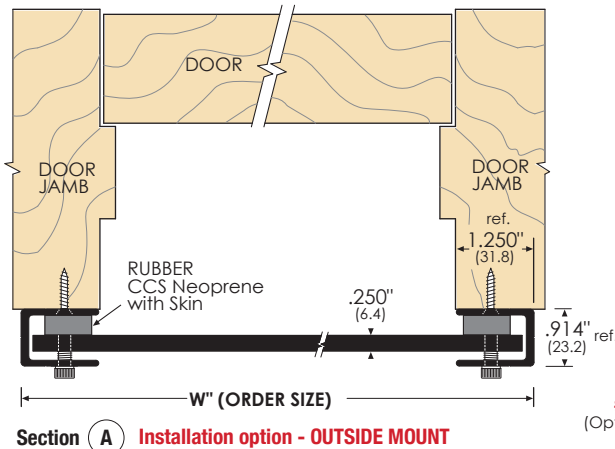 DOOR
DOOR
JAMB
DOOR
JAMB
ref.
1.250"
(31.8)
RUBBER
CCS Neoprene
with Skin
.250"
(6.4)
.914" ref
(23.2)
W" (ORDER SIZE)
(Op
Section A Installation option - OUTSIDE MOUNT